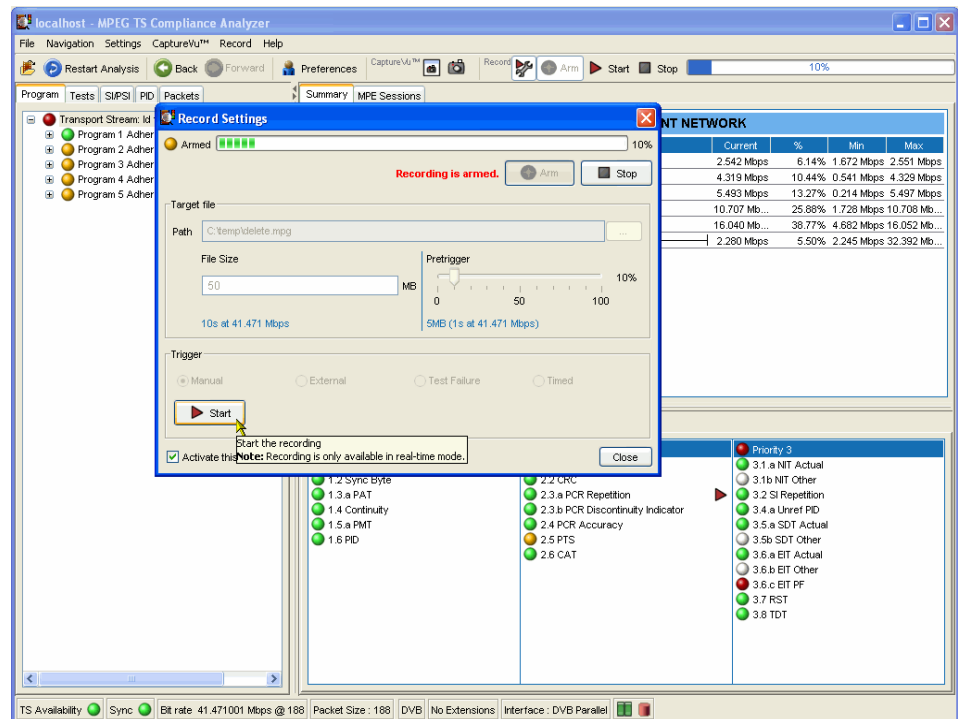 localhost - MPEG TS Compliance Analyzer
File Navigation Settings CaptureVu™ Record Help
Restart Analysis Back Forward Preferences CaptureVu™ Record Arm Start Stop 10%
Program Tests SI/PSI PID Packets
Summary MPE Sessions
Transport Stream: Id
Program 1 Adher
Program 2 Adher
Program 3 Adher
Program 4 Adher
Program 5 Adher
NT NETWORK
Current % Min Max
2.542 Mbps 6.14% 1.672 Mbps 2.551 Mbps
4.319 Mbps 10.44% 0.541 Mbps 4.329 Mbps
5.493 Mbps 13.27% 0.214 Mbps 5.497 Mbps
10.707 Mb... 25.88% 1.728 Mbps 10.708 Mb...
16.040 Mb... 38.77% 4.682 Mbps 16.052 Mb...
2.280 Mbps 5.50% 2.245 Mbps 32.392 Mb...
Record Settings
Armed 10%
Recording is armed. Arm Stop
Target file
Path C:\temp\delete.mpg ...
File Size
50 MB
10s at 41.471 Mbps
Pretrigger
10%
0 50 100
5MB (1s at 41.471 Mbps)
Trigger
Manual External Test Failure Timed
Start
Start the recording
Note: Recording is only available in real-time mode.
Activate this
Close
1.2 Sync Byte
1.3.a PAT
1.4 Continuity
1.5.a PMT
1.6 PID
2.2 CRC
2.3.a PCR Repetition
2.3.b PCR Discontinuity Indicator
2.4 PCR Accuracy
2.5 PTS
2.6 CAT
Priority 3
3.1.a NIT Actual
3.1b NIT Other
3.2 SI Repetition
3.4.a Unref PID
3.5.a SDT Actual
3.5b SDT Other
3.6.a EIT Actual
3.6.b EIT Other
3.6.c EIT PF
3.7 RST
3.8 TDT
TS Availability Sync Bit rate 41.471001 Mbps @ 188 Packet Size : 188 DVB No Extensions Interface : DVB Parallel